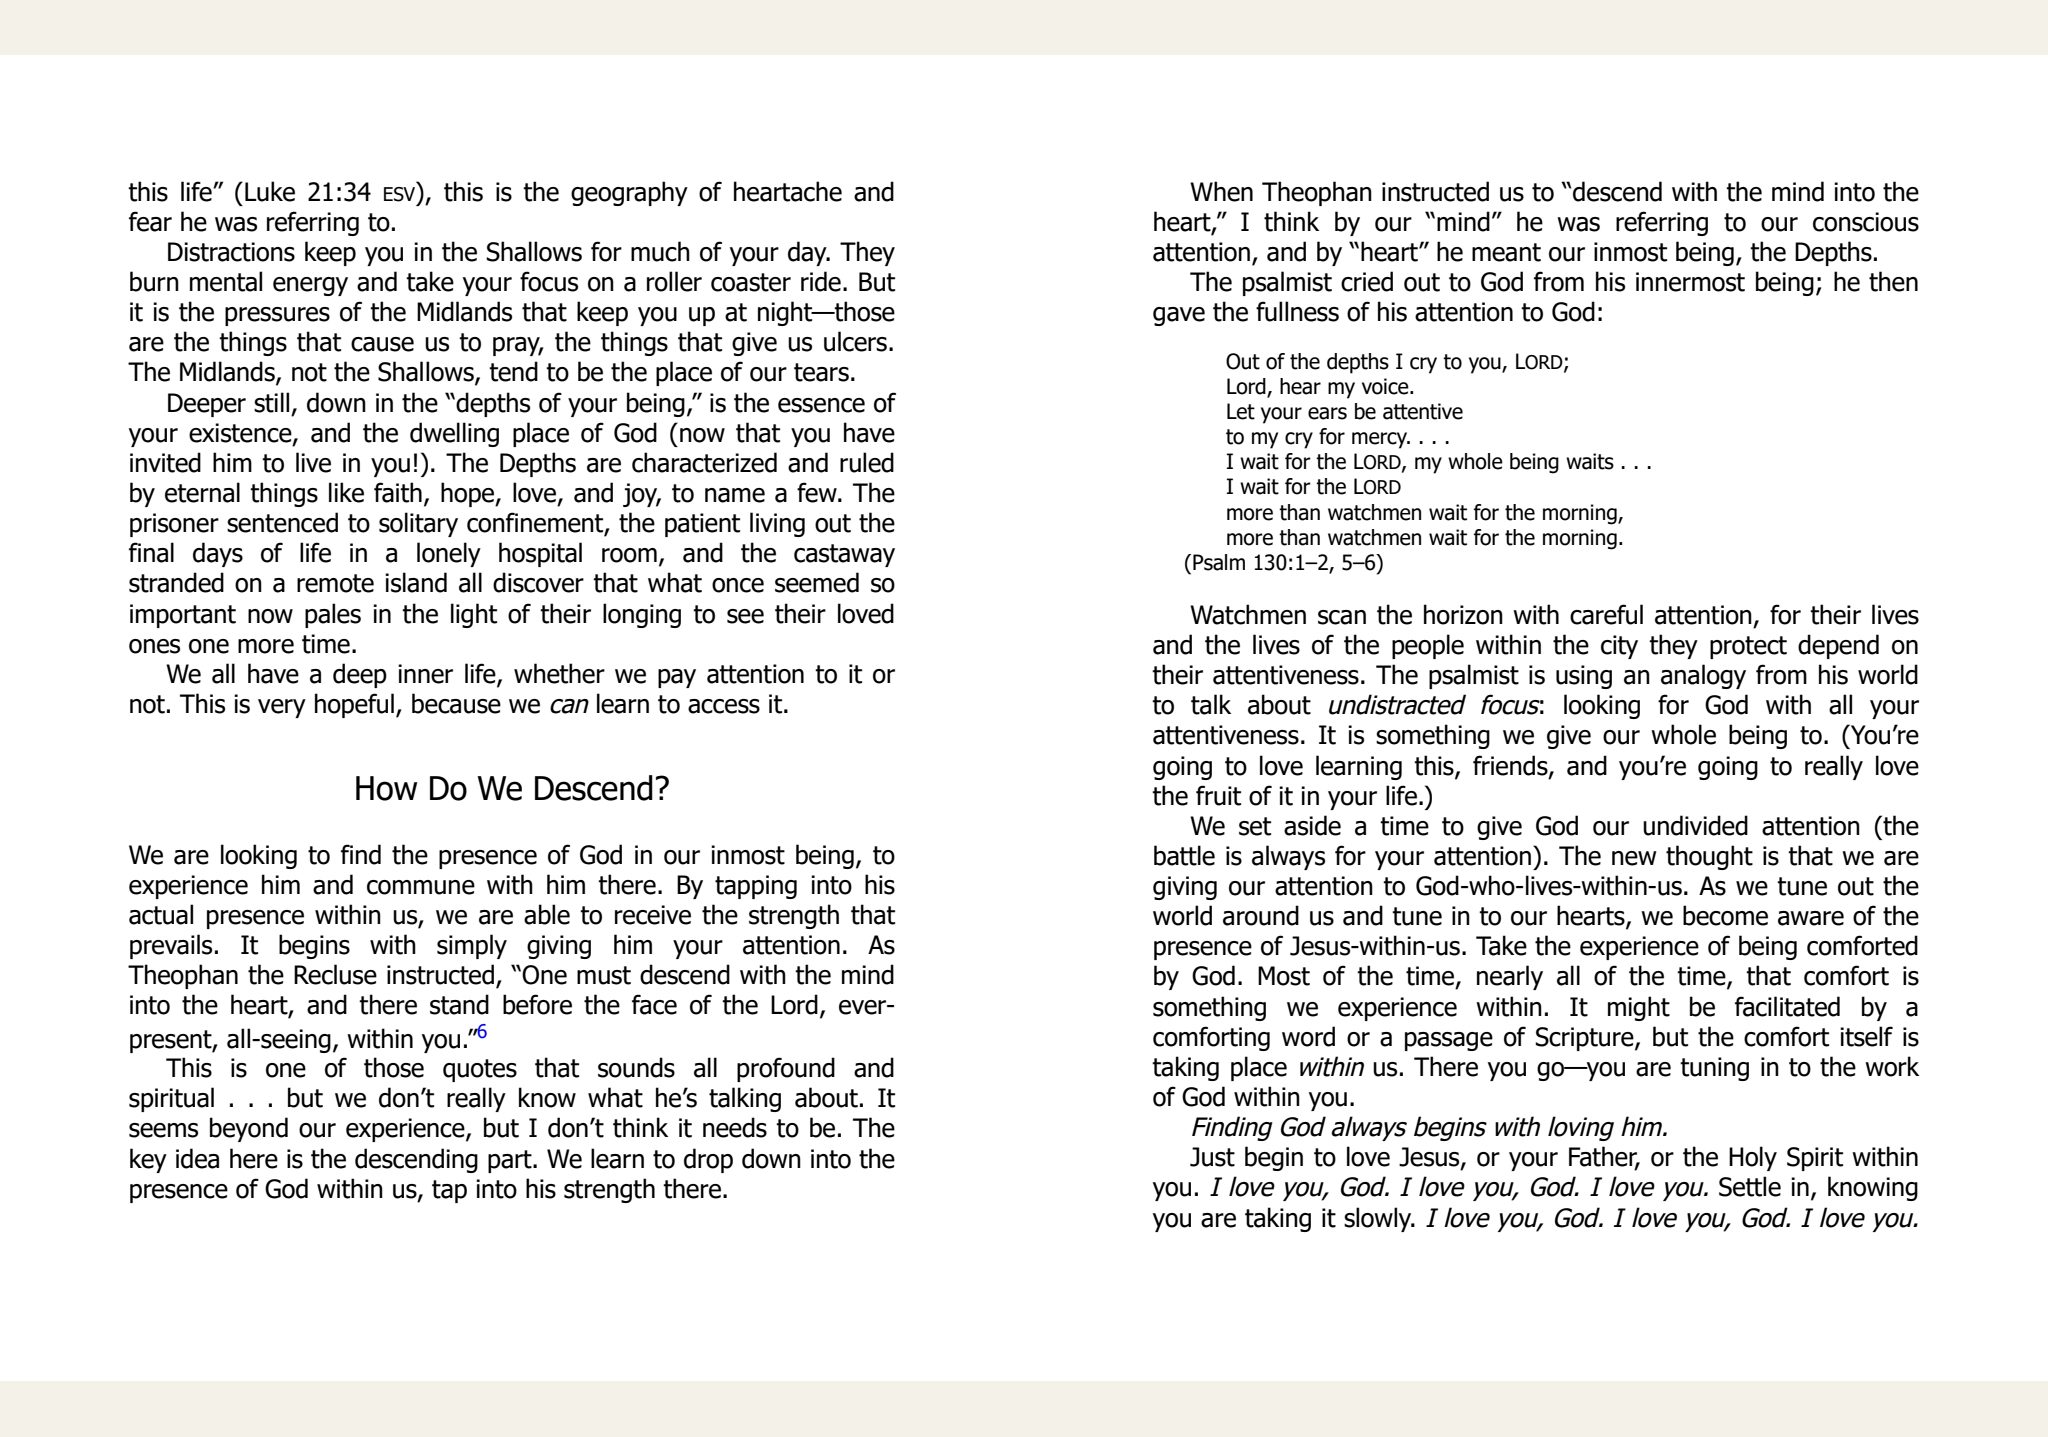 this life” (Luke 21:34 ESV), this is the geography of heartache and
fear he was referring to.
Distractions keep you in the Shallows for much of your day. They
burn mental energy and take your focus on a roller coaster ride. But
it is the pressures of the Midlands that keep you up at night—those
are the things that cause us to pray, the things that give us ulcers.
The Midlands, not the Shallows, tend to be the place of our tears.
Deeper still, down in the “depths of your being,” is the essence of
your existence, and the dwelling place of God (now that you have
invited him to live in you!). The Depths are characterized and ruled
by eternal things like faith, hope, love, and joy, to name a few. The
prisoner sentenced to solitary confinement, the patient living out the
final days of life in a lonely hospital room, and the castaway
stranded on a remote island all discover that what once seemed so
important now pales in the light of their longing to see their loved
ones one more time.
We all have a deep inner life, whether we pay attention to it or
not. This is very hopeful, because we can learn to access it.
How Do We Descend?
We are looking to find the presence of God in our inmost being, to
experience him and commune with him there. By tapping into his
actual presence within us, we are able to receive the strength that
prevails. It begins with simply giving him your attention. As
Theophan the Recluse instructed, “One must descend with the mind
into the heart, and there stand before the face of the Lord, ever-
present, all-seeing, within you.”6
This is one of those quotes that sounds all profound and
spiritual . . . but we don’t really know what he’s talking about. It
seems beyond our experience, but I don’t think it needs to be. The
key idea here is the descending part. We learn to drop down into the
presence of God within us, tap into his strength there.
When Theophan instructed us to “descend with the mind into the
heart,” I think by our “mind” he was referring to our conscious
attention, and by “heart” he meant our inmost being, the Depths.
The psalmist cried out to God from his innermost being; he then
gave the fullness of his attention to God:
Out of the depths I cry to you, LORD;
Lord, hear my voice.
Let your ears be attentive
to my cry for mercy. . . .
I wait for the LORD, my whole being waits . . .
I wait for the LORD
more than watchmen wait for the morning,
more than watchmen wait for the morning.
(Psalm 130:1–2, 5–6)
Watchmen scan the horizon with careful attention, for their lives
and the lives of the people within the city they protect depend on
their attentiveness. The psalmist is using an analogy from his world
to talk about undistracted focus: looking for God with all your
attentiveness. It is something we give our whole being to. (You’re
going to love learning this, friends, and you’re going to really love
the fruit of it in your life.)
We set aside a time to give God our undivided attention (the
battle is always for your attention). The new thought is that we are
giving our attention to God-who-lives-within-us. As we tune out the
world around us and tune in to our hearts, we become aware of the
presence of Jesus-within-us. Take the experience of being comforted
by God. Most of the time, nearly all of the time, that comfort is
something we experience within. It might be facilitated by a
comforting word or a passage of Scripture, but the comfort itself is
taking place within us. There you go—you are tuning in to the work
of God within you.
Finding God always begins with loving him.
Just begin to love Jesus, or your Father, or the Holy Spirit within
you. I love you, God. I love you, God. I love you. Settle in, knowing
you are taking it slowly. I love you, God. I love you, God. I love you.